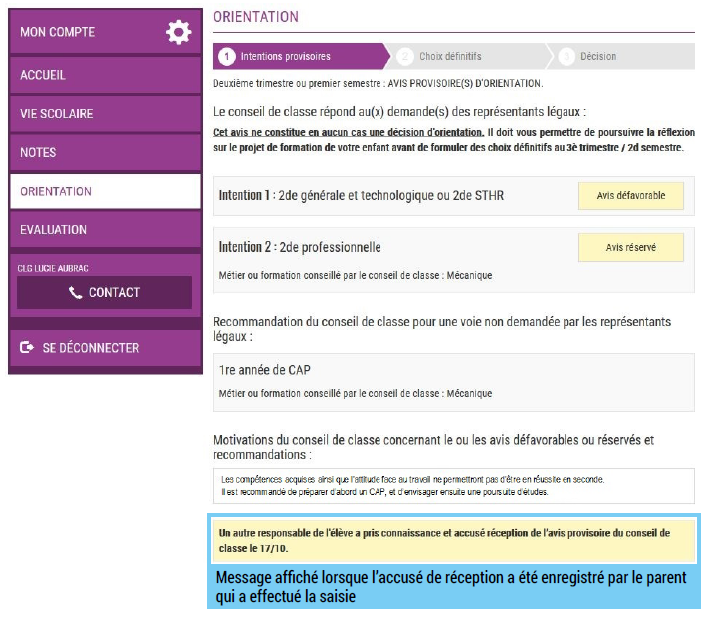 MON COMPTE
ACCUEIL
VIE SCOLAIRE
NOTES
ORIENTATION
EVALUATION
CLG LUCIE AUBRAC
CONTACT
SE DÉCONNECTER
ORIENTATION
1 Intentions provisoires
2 Choix définitifs
3 Décision
Deuxième trimestre ou premier semestre : AVIS PROVISOIRE(S) D'ORIENTATION.
Le conseil de classe répond au(x) demande(s) des représentants légaux :
Cet avis ne constitue en aucun cas une décision d'orientation. Il doit vous permettre de poursuivre la réflexion
sur le projet de formation de votre enfant avant de formuler des choix définitifs au 3è trimestre / 2d semestre.
Intention 1 : 2de générale et technologique ou 2de STHR
Avis défavorable
Intention 2 : 2de professionnelle
Avis réservé
Métier ou formation conseillé par le conseil de classe : Mécanique
Recommandation du conseil de classe pour une voie non demandée par les représentants
légaux :
1re année de CAP
Métier ou formation conseillé par le conseil de classe : Mécanique
Motivations du conseil de classe concernant le ou les avis défavorables ou réservés et
recommandations :
Les compétences acquises ainsi que l'attitude face au travail ne permettront pas d'être en réussite en seconde.
Il est recommandé de préparer d'abord un CAP, et d'envisager ensuite une poursuite d'études.
Un autre responsable de l'élève a pris connaissance et accusé réception de l'avis provisoire du conseil de
classe le 17/10.
Message affiché lorsque l'accusé de réception a été enregistré par le parent
qui a effectué la saisie